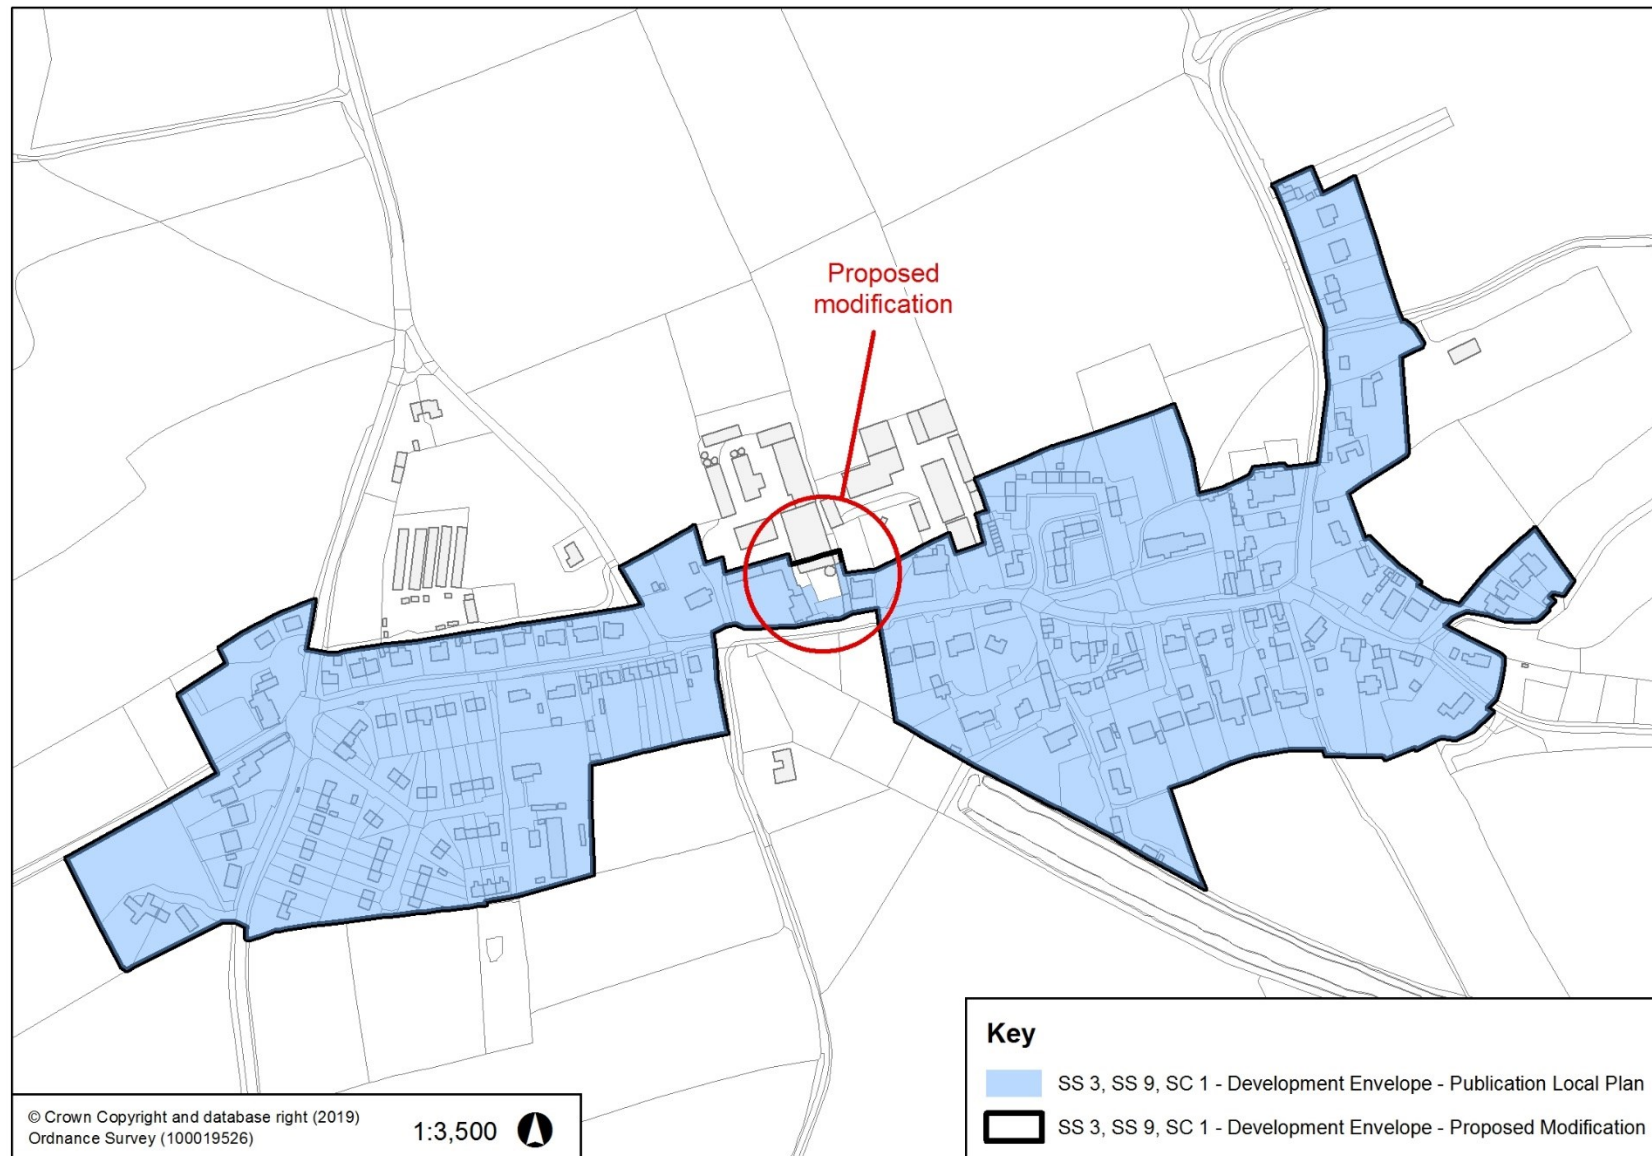 Proposed
modification
Key
SS 3, SS 9, SC 1 - Development Envelope - Publication Local Plan
SS 3, SS 9, SC 1 - Development Envelope - Proposed Modification
© Crown Copyright and database right (2019)
Ordnance Survey (100019526)
1:3,500